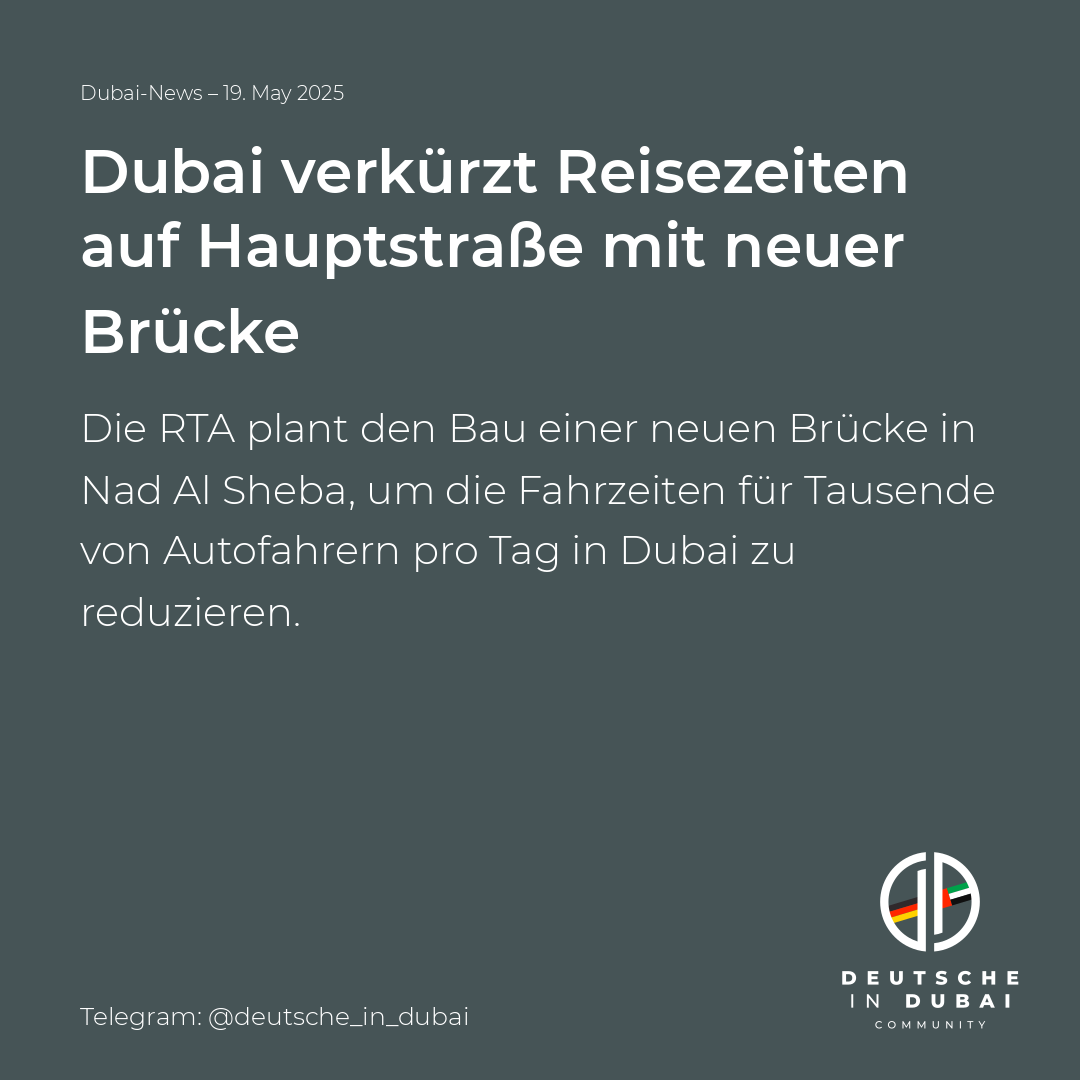 Dubai-News – 19. May 2025
Dubai verkürzt Reisezeiten
auf Hauptstraße mit neuer
Brücke
Die RTA plant den Bau einer neuen Brücke in
Nad Al Sheba, um die Fahrzeiten für Tausende
von Autofahrern pro Tag in Dubai zu
reduzieren.
DEUTSCHE
IN DUBAI
COMMUNITY
Telegram: @deutsche_in_dubai